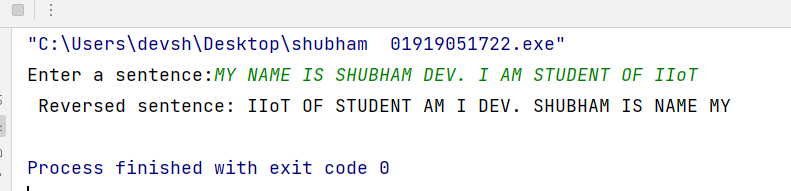 "C:\Users\devsh\Desktop\shubham  01919051722.exe"
Enter a sentence:MY NAME IS SHUBHAM DEV. I AM STUDENT OF IIoT
 Reversed sentence: IIoT OF STUDENT AM I DEV. SHUBHAM IS NAME MY
Process finished with exit code 0